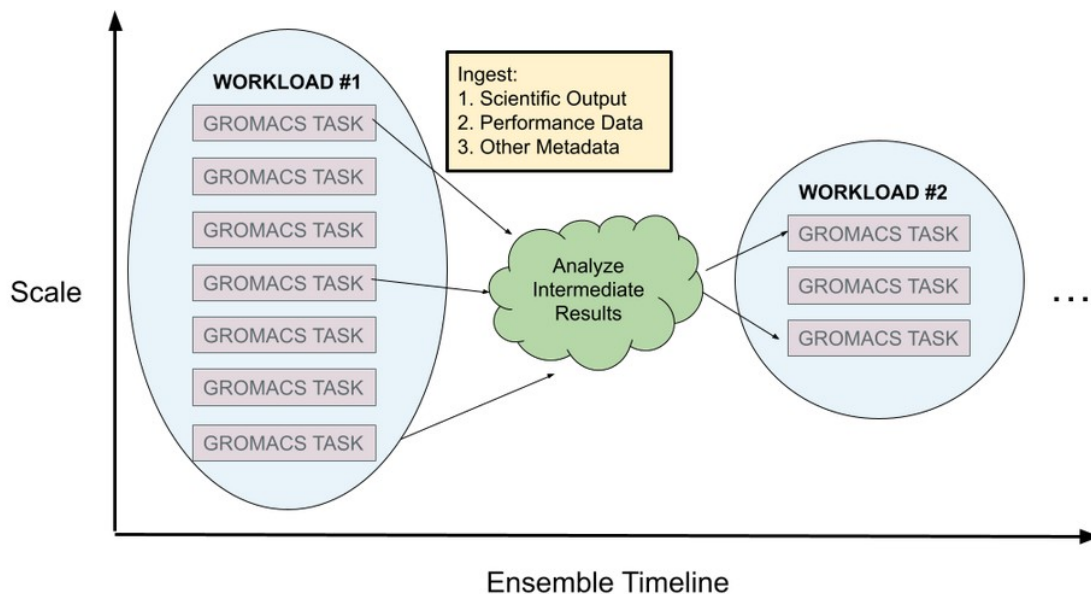 WORKLOAD #1
GROMACS TASK
GROMACS TASK
GROMACS TASK
GROMACS TASK
GROMACS TASK
GROMACS TASK
GROMACS TASK
Ingest:
1. Scientific Output
2. Performance Data
3. Other Metadata
Analyze
Intermediate
Results
WORKLOAD #2
GROMACS TASK
GROMACS TASK
GROMACS TASK
...
Scale
Ensemble Timeline